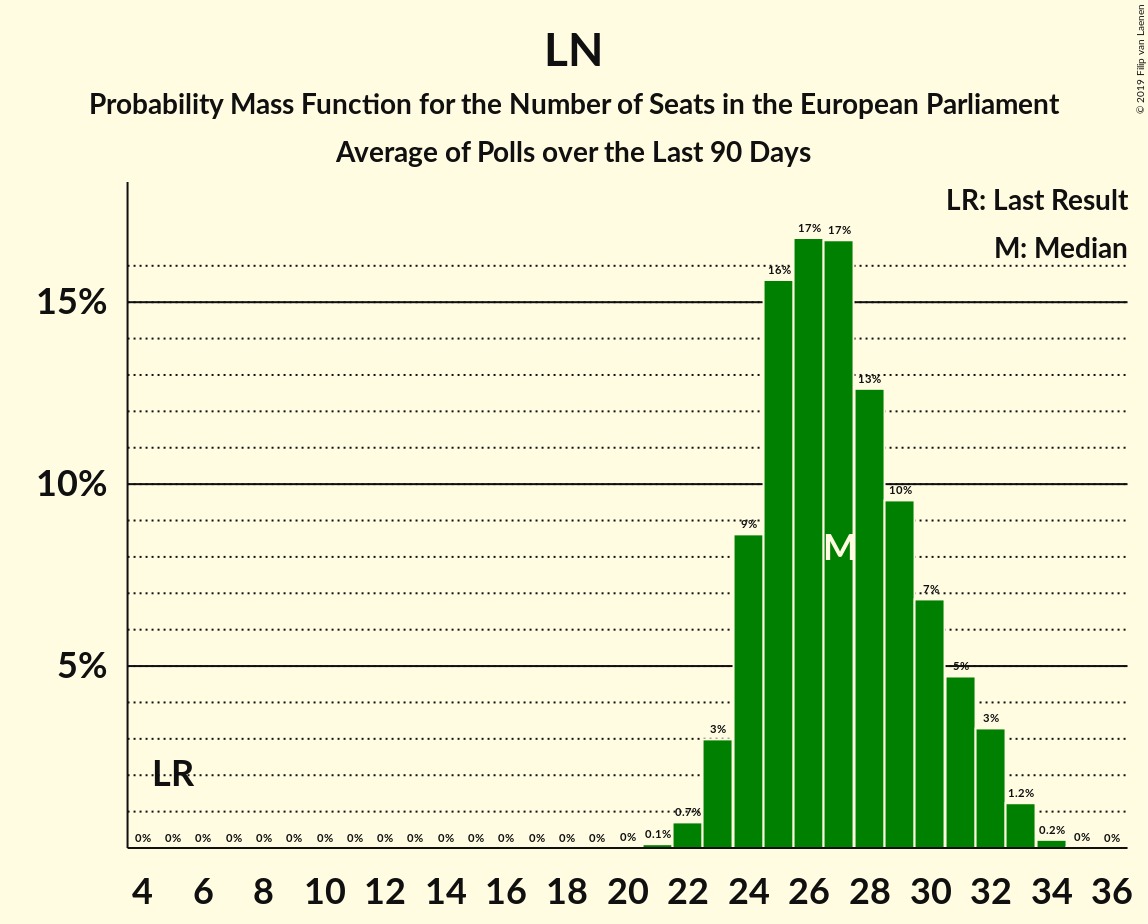 LN
Probability Mass Function for the Number of Seats in the European Parliament
Average of Polls over the Last 90 Days
© 2019 Filip van Laenen
LR: Last Result
M: Median
17% 17%
16%
15%
13%
10%
10%
9%
M
7%
5%
5%
3%
3%
LR
1.2%
0.7%
0% 0% 0% 0% 0% 0% 0% 0% 0% 0% 0% 0% 0% 0% 0% 0% 0% 0.1% 0.2% 0% 0%
4 6 8 10 12 14 16 18 20 22 24 26 28 30 32 34 36